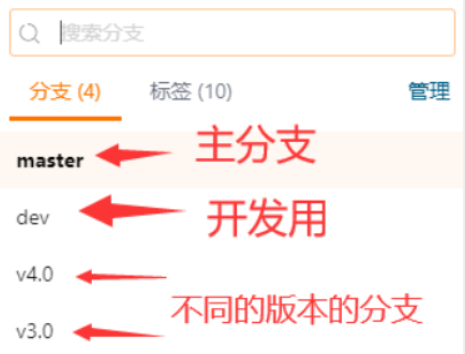 搜索分支
分支 (4) 标签 (10) 管理
master 主分支
dev 开发用
v4.0
不同的版本的分支
v3.0